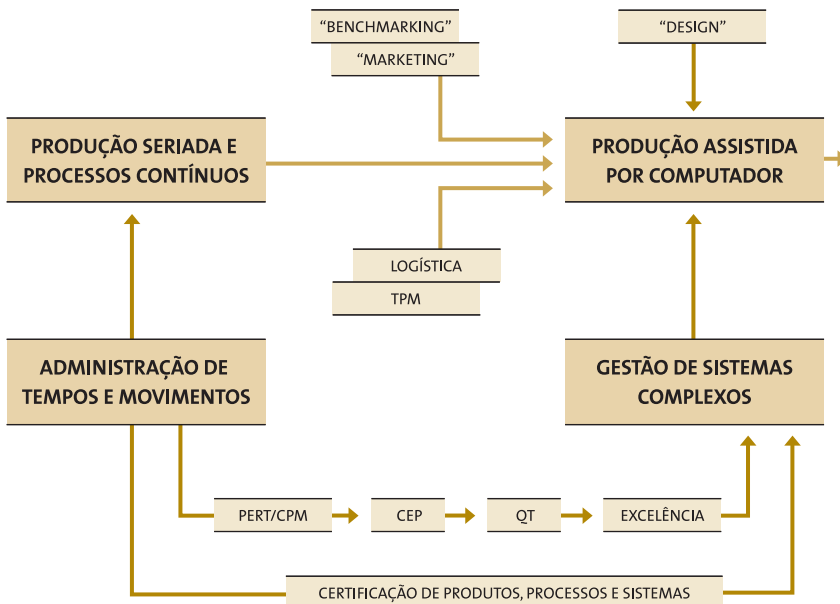 “BENCHMARKING”
“MARKETING”
“DESIGN”
PRODUÇÃO SERIADA E
PROCESSOS CONTÍNUOS
PRODUÇÃO ASSISTIDA
POR COMPUTADOR
LOGÍSTICA
TPM
ADMINISTRAÇÃO DE
TEMPOS E MOVIMENTOS
GESTÃO DE SISTEMAS
COMPLEXOS
PERT/CPM
CEP
QT
EXCELÊNCIA
CERTIFICAÇÃO DE PRODUTOS, PROCESSOS E SISTEMAS